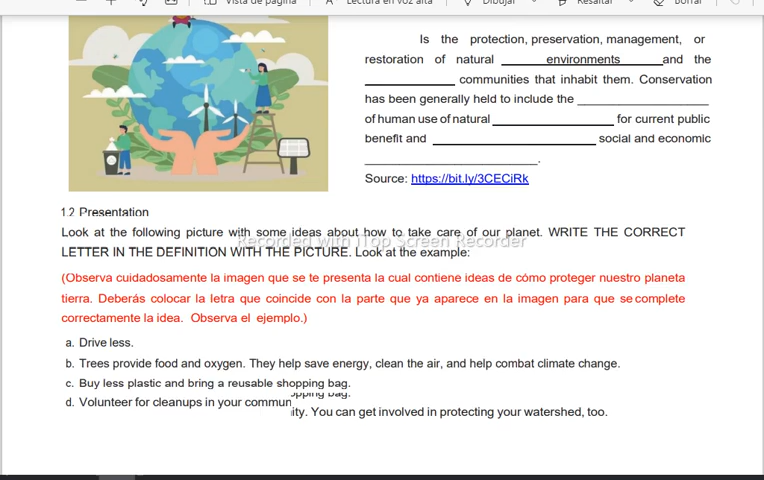 Vista de página Lectura en voz alta Dibujar Resaltar Borrar
Is the protection, preservation, management, or
restoration of natural ______environments______and the
____________ communities that inhabit them. Conservation
has been generally held to include the ____________________
of human use of natural __________________ for current public
benefit and ________________________ social and economic
__________________________.
Source: https://bit.ly/3CECiRk
1.2 Presentation
Look at the following picture with some ideas about how to take care of our planet. WRITE THE CORRECT
Recorded with iTop Screen Recorder
LETTER IN THE DEFINITION WITH THE PICTURE. Look at the example:
(Observa cuidadosamente la imagen que se te presenta la cual contiene ideas de cómo proteger nuestro planeta
tierra. Deberás colocar la letra que coincide con la parte que ya aparece en la imagen para que se complete
correctamente la idea. Observa el ejemplo.)
a. Drive less.
b. Trees provide food and oxygen. They help save energy, clean the air, and help combat climate change.
c. Buy less plastic and bring a reusable shopping bag.
opping bag.
d. Volunteer for cleanups in your commun
ity. You can get involved in protecting your watershed, too.